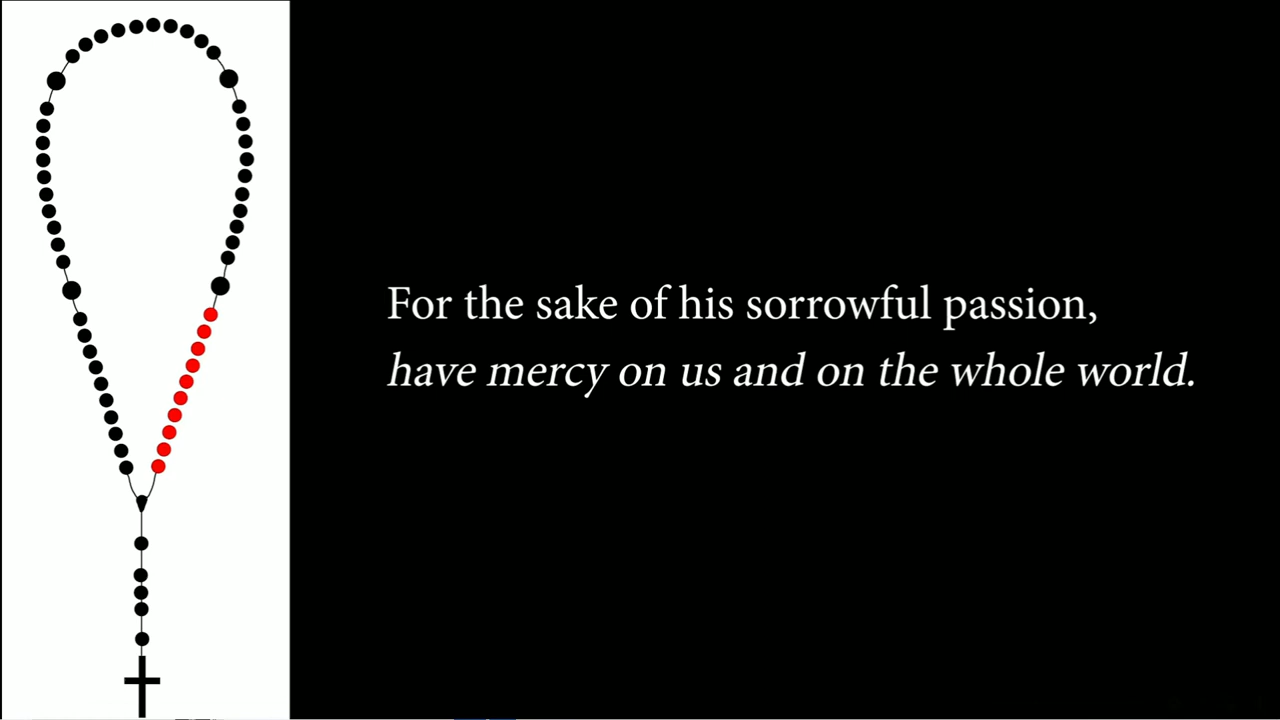 For the sake of his sorrowful passion,
have mercy on us and on the whole world.